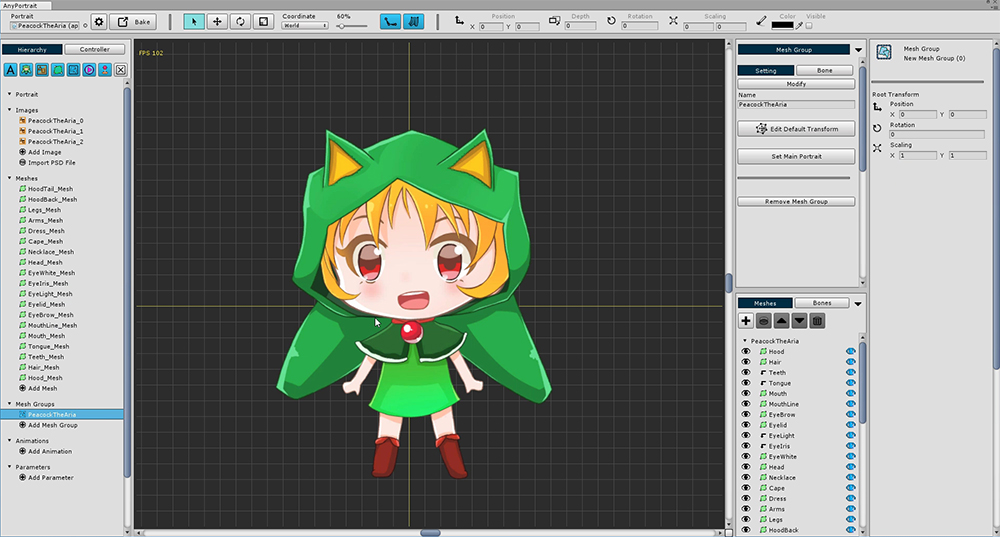 AnyPortrait
Portrait
PeacockTheAria (ap
Bake
Coordinate
World
60%
Position
X 0 Y 0
Depth
0
Rotation
0
Scaling
0 0
Color
Visible
Hierarchy
Controller
Portrait
Images
PeacockTheAria_0
PeacockTheAria_1
PeacockTheAria_2
Add Image
Import PSD File
Meshes
HoodTail_Mesh
HoodBack_Mesh
Legs_Mesh
Arms_Mesh
Dress_Mesh
Cape_Mesh
Necklace_Mesh
Head_Mesh
EyeWhite_Mesh
EyeIris_Mesh
EyeLight_Mesh
Eyelid_Mesh
EyeBrow_Mesh
MouthLine_Mesh
Mouth_Mesh
Tongue_Mesh
Teeth_Mesh
Hair_Mesh
Hood_Mesh
Add Mesh
Mesh Groups
PeacockTheAria
Add Mesh Group
Animations
Add Animation
Parameters
Add Parameter
FPS 102
Mesh Group
Setting
Bone
Modify
Name
PeacockTheAria
Edit Default Transform
Set Main Portrait
Remove Mesh Group
Meshes
Bones
PeacockTheAria
Hood
Hair
Teeth
Tongue
Mouth
MouthLine
EyeBrow
Eyelid
EyeLight
EyeIris
EyeWhite
Head
Necklace
Cape
Dress
Arms
Legs
HoodBack
Mesh Group
New Mesh Group (0)
Root Transform
Position
X 0 Y 0
Rotation
0
Scaling
X 1 Y 1